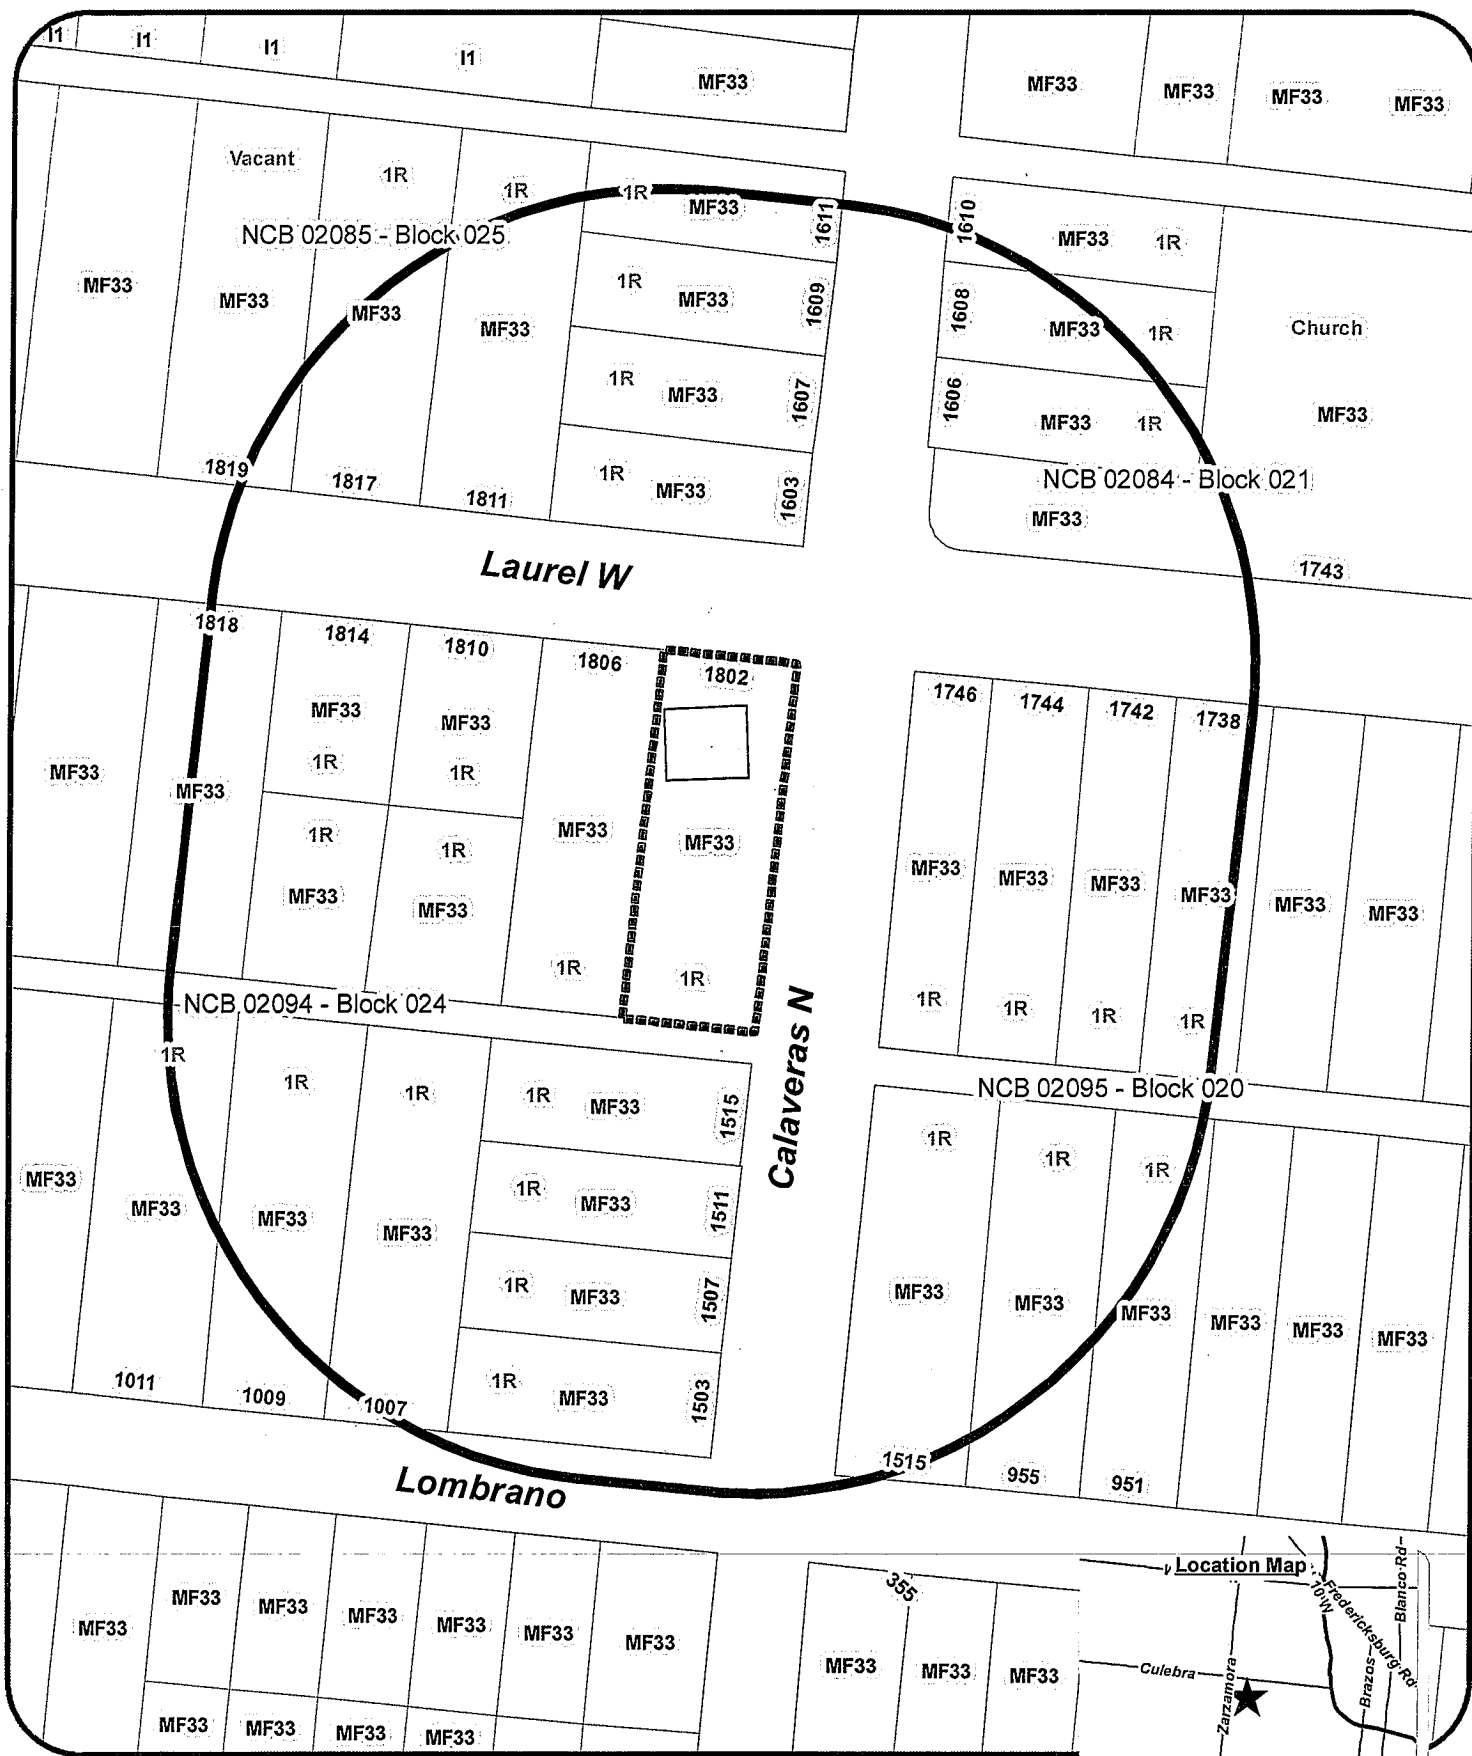 I1
I1
I1
I1
MF33
MF33
MF33
MF33
MF33
Vacant
1R
1R
1R
MF33
1611
1610
MF33
1R
NCB 02085 - Block 025
MF33
MF33
MF33
MF33
1R
MF33
1609
1608
MF33
1R
Church
1R
MF33
1607
1606
MF33
1R
MF33
1819
1817
1811
1R
MF33
1603
NCB 02084 - Block 021
MF33
1743
Laurel W
1818
1814
1810
1806
1802
1746
1744
1742
1738
MF33
MF33
1R
1R
MF33
MF33
1R
1R
MF33
MF33
MF33
MF33
1R
1R
MF33
MF33
MF33
MF33
MF33
MF33
1R
1R
1R
1R
NCB 02094 - Block 024
Calaveras N
NCB 02095 - Block 020
1R
1R
1R
1R
MF33
1515
1R
1R
1R
MF33
MF33
MF33
MF33
1R
MF33
1511
1R
MF33
1507
MF33
MF33
MF33
MF33
MF33
MF33
1011
1009
1007
1R
MF33
1503
1515
955
951
Lombrano
MF33
MF33
MF33
MF33
MF33
MF33
MF33
355
MF33
MF33
MF33
MF33
MF33
MF33
MF33
Location Map
10 W
Fredericksburg Rd
Blanco Rd
Culebra
Zarzamora
Brazos